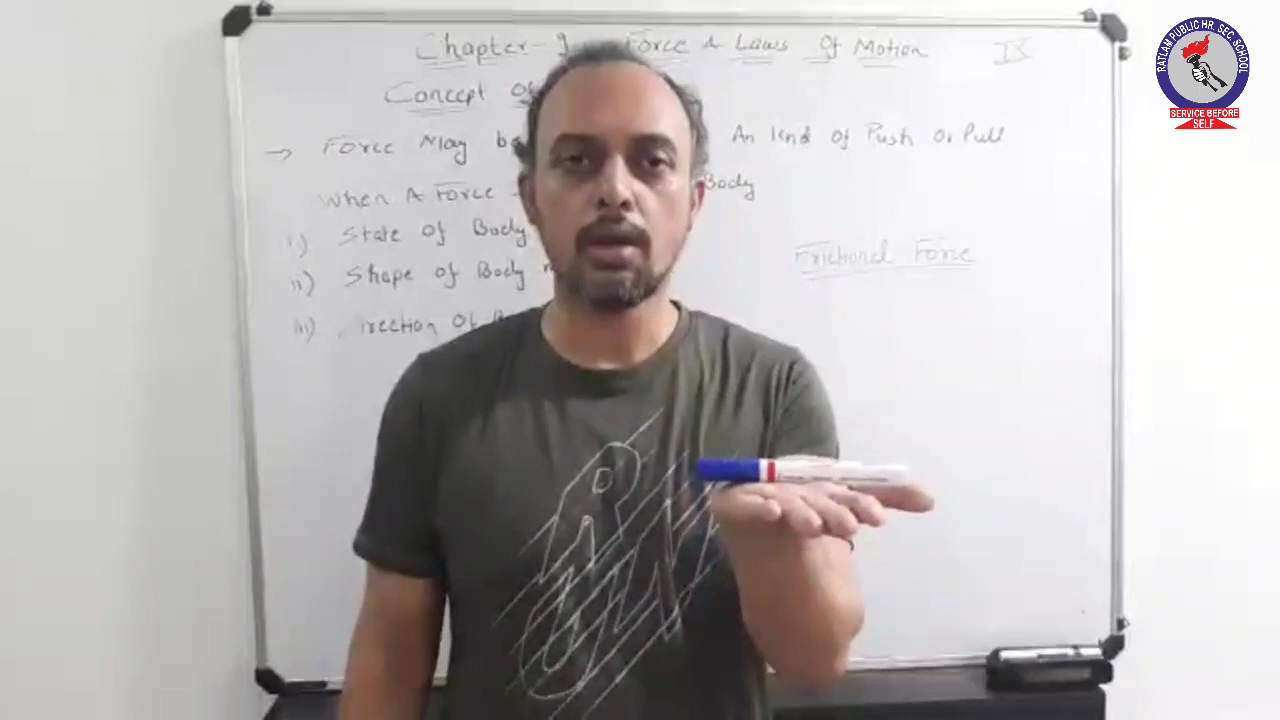 Chapter-9 Force & Laws Of Motion IX
Concept Of
→ Force May be An kind of Push Or Pull
When A Force Body
i) State Of Body
ii) Shape of Body
iii) Direction Of
Frictional Force
RATLAM PUBLIC HR. SEC SCHOOL
SERVICE BEFORE
SELF